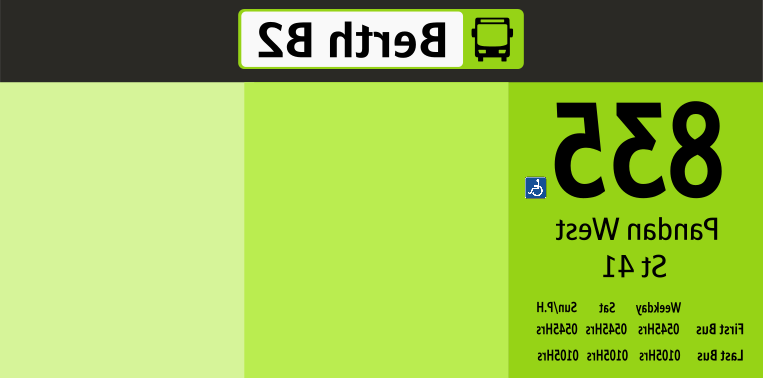 Berth B2
835
Pandan West
St 41
Weekday Sat Sun/P.H
First Bus 0545Hrs 0545Hrs 0545Hrs
Last Bus 0105Hrs 0105Hrs 0105Hrs